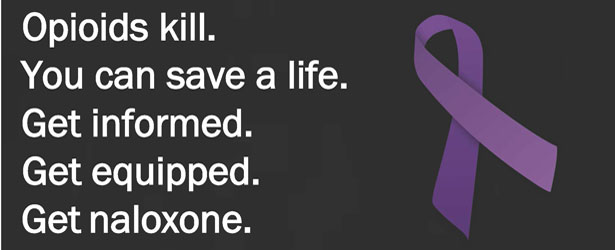 Opioids kill.
You can save a life.
Get informed.
Get equipped.
Get naloxone.